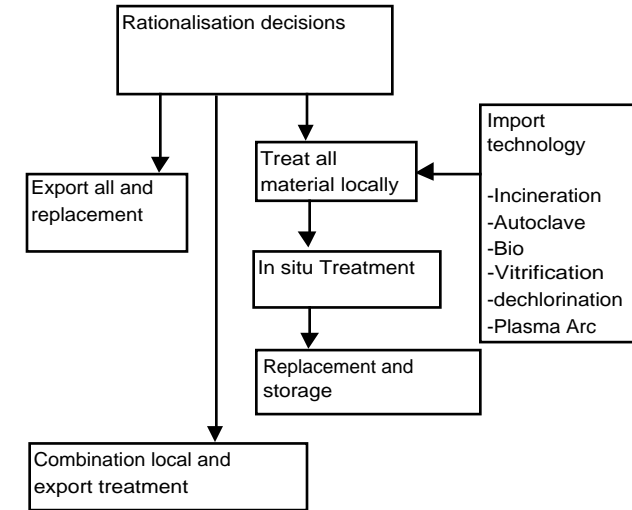 Rationalisation decisions
Export all and
replacement
Treat all
material locally
In situ Treatment
Replacement and
storage
Combination local and
export treatment
Import
technology
-Incineration
-Autoclave
-Bio
-Vitrification
-dechlorination
-Plasma Arc